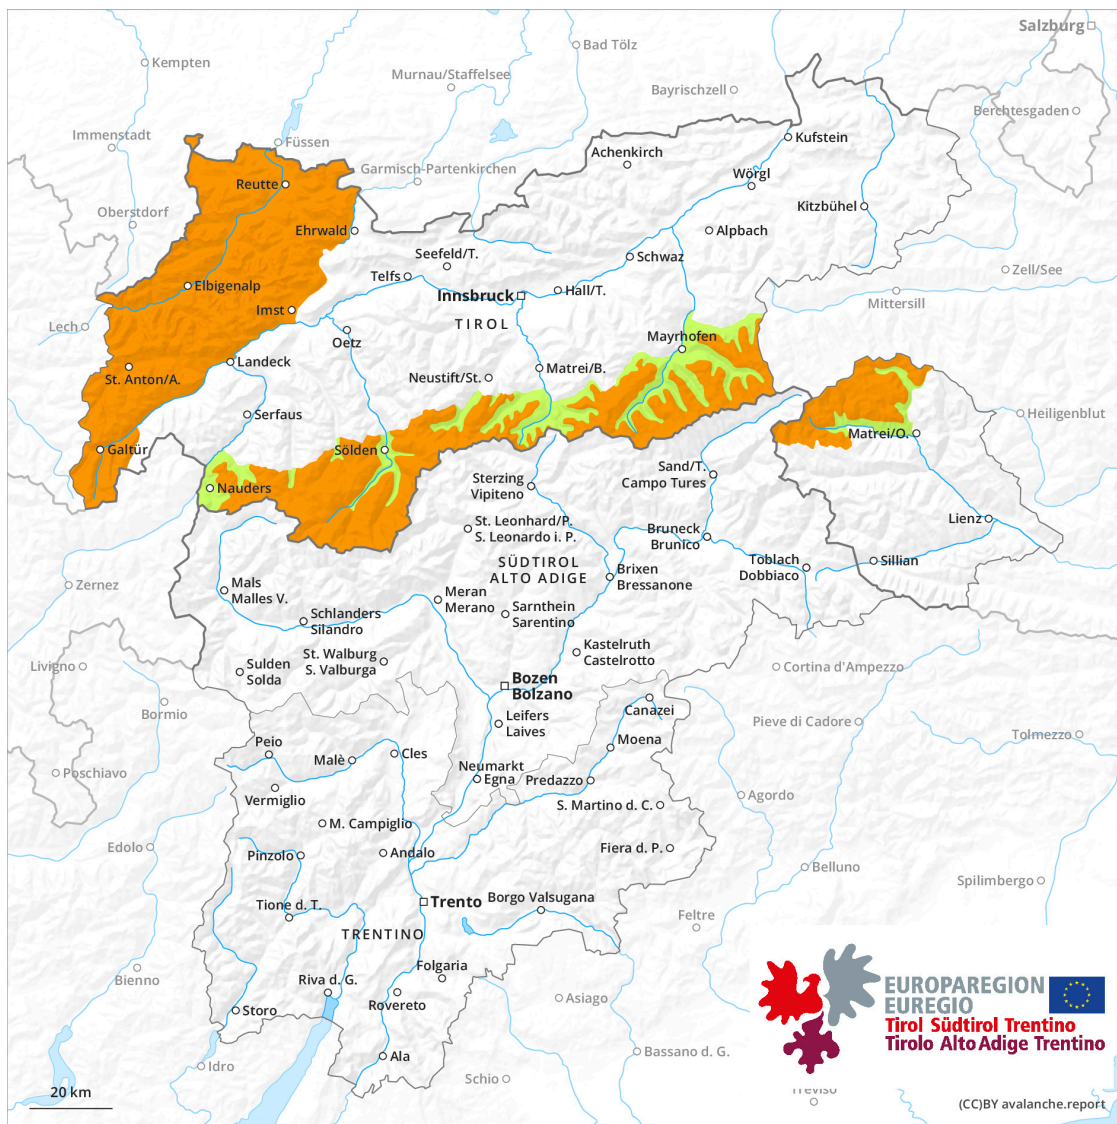 Salzburg
Bad Tölz
Kempten
Murnau/Staffelsee
Bayrischzell
Berchtesgaden
Immenstadt
Füssen
Kufstein
Achenkirch
Garmisch-Partenkirchen
Wörgl
Reutte
Oberstdorf
Kitzbühel
Ehrwald
Alpbach
Seefeld/T.
Schwaz
Zell/See
Telfs
Elbigenalp
Hall/T.
Innsbruck
Mittersill
Imst
Lech
TIROL
Mayrhofen
Oetz
Landeck
Matrei/B.
St. Anton/A.
Neustift/St.
Serfaus
Heiligenblut
Matrei/O.
Galtür
Sölden
Sand/T.
Campo Tures
Sterzing
Vipiteno
Nauders
Lienz
St. Leonhard/P.
S. Leonardo i. P.
Bruneck
Brunico
SÜDTIROL
ALTO ADIGE
Toblach
Dobbiaco
Sillian
Brixen
Bressanone
Zernez
Mals
Malles V.
Meran
Merano
Sarnthein
Sarentino
Schlanders
Silandro
Kastelruth
Castelrotto
St. Walburg
S. Valburga
Livigno
Sulden
Solda
Cortina d'Ampezzo
Bozen
Bolzano
Bormio
Canazei
Leifers
Laives
Pieve di Cadore
Tolmezzo
Peio
Moena
Malè
Cles
Neumarkt
Egna
Predazzo
Poschiavo
Vermiglio
Agordo
S. Martino d. C.
M. Campiglio
Edolo
Pinzolo
Andalo
Fiera d. P.
Belluno
Spilimbergo
Trento
Borgo Valsugana
Tione d. T.
Feltre
TRENTINO
Bienno
Folgaria
Riva d. G.
Rovereto
Asiago
Storo
EUROPAREGION
EUREGIO
Tirol Südtirol Trentino
Tirolo Alto Adige Trentino
Ala
Bassano d. G.
Idro
Schio
Treviso
20 km
(CC)BY avalanche.report